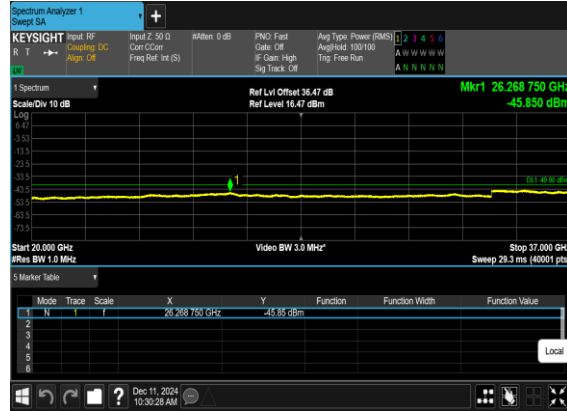 Spectrum Analyzer 1
Swept SA
+
KEYSIGHT Input: RF Input Z: 50 Ω #Atten: 0 dB PNO: Fast Avg Type: Power (RMS) 1 2 3 4 5 6
R T Coupling: DC Corr CCorr Gate: Off Avg|Hold: 100/100 A W W W W W
Align: Off Freq Ref: Int (S) IF Gain: High Trig: Free Run
LW Sig Track: Off A N N N N N
1 Spectrum Ref Lvl Offset 36.47 dB Mkr1 26.268 750 GHz
Scale/Div 10 dB Ref Level 16.47 dBm -45.850 dBm
Log
6.47
-3.53
-13.5
-23.5
-33.5
-43.5
-53.5
-63.5
-73.5
1
DL1 -40.00 dBm
Start 20.000 GHz Video BW 3.0 MHz* Stop 37.000 GHz
#Res BW 1.0 MHz Sweep 29.3 ms (40001 pts)
5 Marker Table
Mode Trace Scale X Y Function Function Width Function Value
1 N 1 f 26.268 750 GHz -45.85 dBm
2
3
4
5
6
Local
? Dec 11, 2024
10:30:28 AM